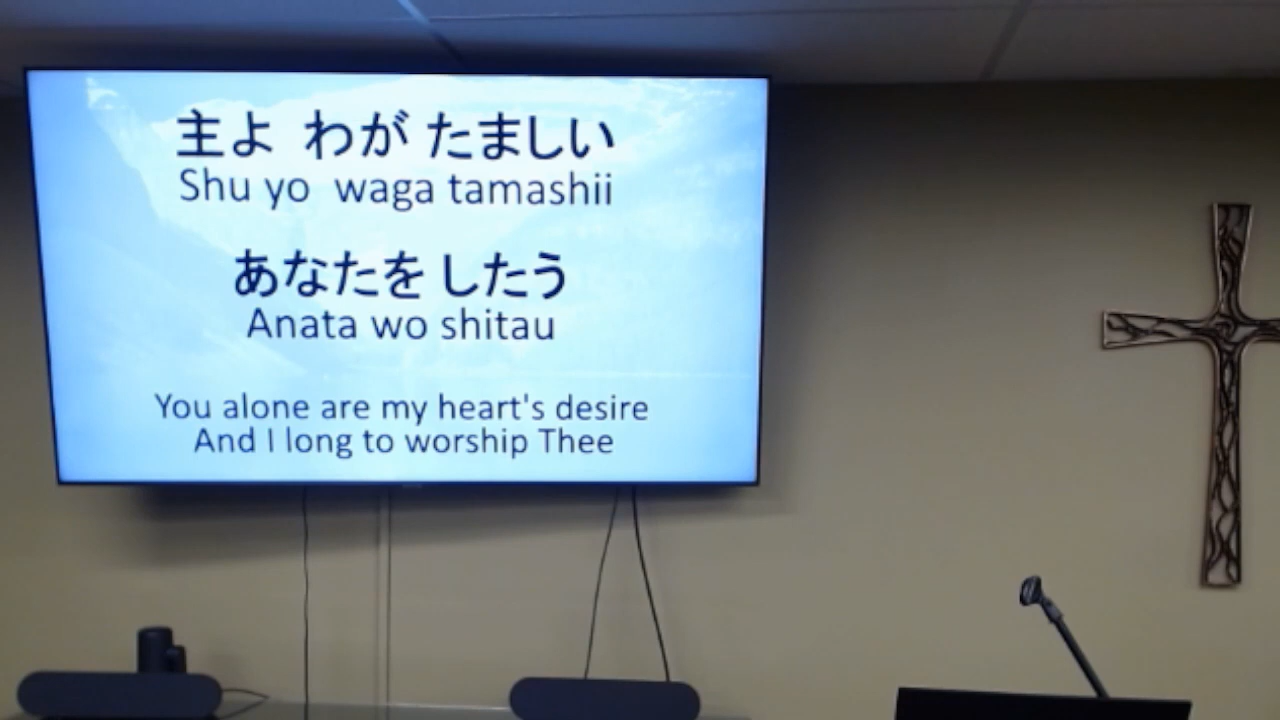 主よ わが たましい
Shu yo waga tamashii
あなたを したう
Anata wo shitau
You alone are my heart's desire
And I long to worship Thee